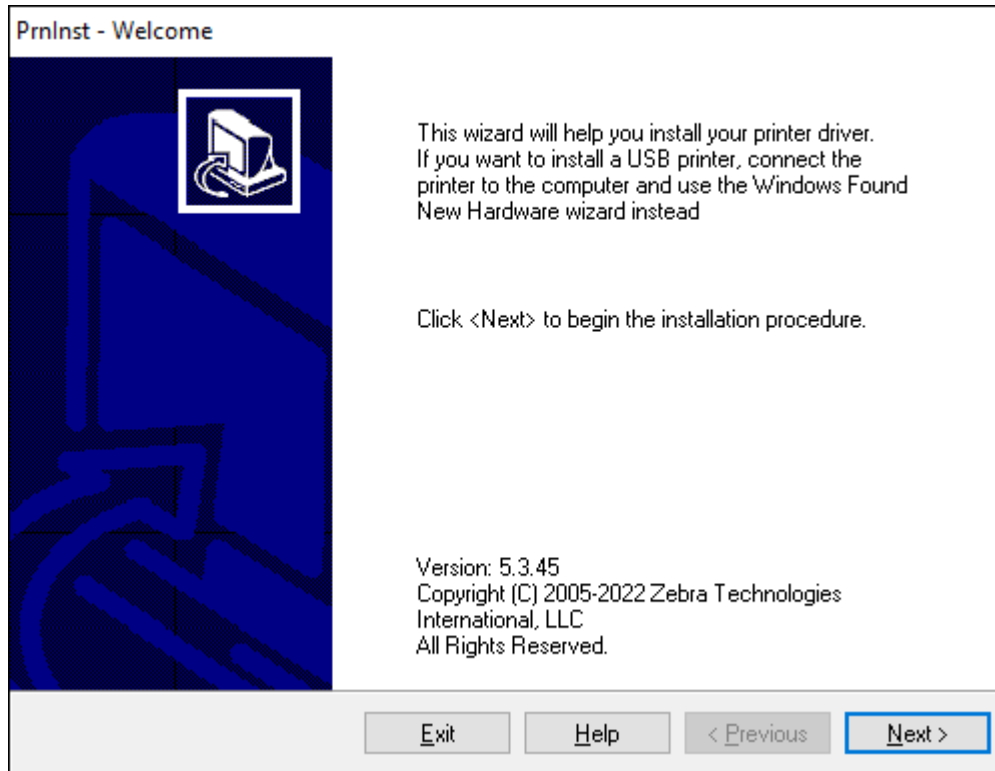 PrnInst - Welcome
This wizard will help you install your printer driver.
If you want to install a USB printer, connect the
printer to the computer and use the Windows Found
New Hardware wizard instead
Click <Next> to begin the installation procedure.
Version: 5.3.45
Copyright (C) 2005-2022 Zebra Technologies
International, LLC
All Rights Reserved.
Exit
Help
< Previous
Next >